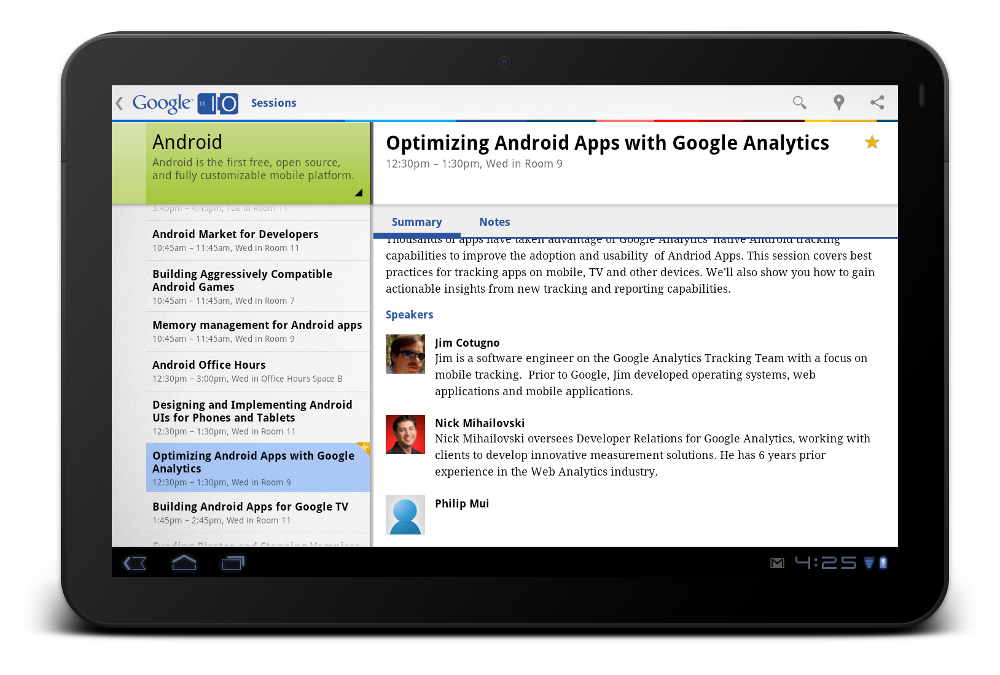 Google™ 11 IO Sessions
Android
Android is the first free, open source,
and fully customizable mobile platform.
3:45pm – 4:45pm, Tue in Room 11
Android Market for Developers
10:45am – 11:45am, Wed in Room 11
Building Aggressively Compatible
Android Games
10:45am – 11:45am, Wed in Room 7
Memory management for Android apps
10:45am – 11:45am, Wed in Room 9
Android Office Hours
12:30pm – 3:00pm, Wed in Office Hours Space B
Designing and Implementing Android
UIs for Phones and Tablets
12:30pm – 1:30pm, Wed in Room 11
Optimizing Android Apps with Google
Analytics
12:30pm – 1:30pm, Wed in Room 9
Building Android Apps for Google TV
1:45pm – 2:45pm, Wed in Room 11
Evading Pirates and Stopping Vampires
Optimizing Android Apps with Google Analytics
12:30pm – 1:30pm, Wed in Room 9
Summary Notes
Thousands of apps have taken advantage of Google Analytics' native Android tracking
capabilities to improve the adoption and usability  of Andriod Apps. This session covers best
practices for tracking apps on mobile, TV and other devices. We'll also show you how to gain
actionable insights from new tracking and reporting capabilities.
Speakers
Jim Cotugno
Jim is a software engineer on the Google Analytics Tracking Team with a focus on
mobile tracking.  Prior to Google, Jim developed operating systems, web
applications and mobile applications.
Nick Mihailovski
Nick Mihailovski oversees Developer Relations for Google Analytics, working with
clients to develop innovative measurement solutions. He has 6 years prior
experience in the Web Analytics industry.
Philip Mui
4:25